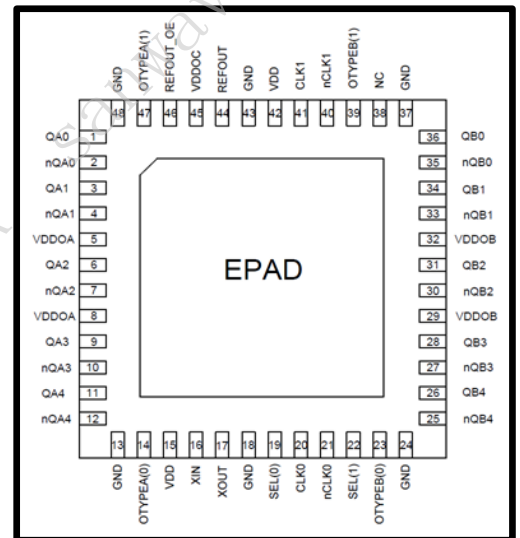 GND
OTYPEA(1)
REFOUT_OE
VDDOC
REFOUT
GND
VDD
CLK1
nCLK1
OTYPEB(1)
NC
GND
48 47 46 45 44 43 42 41 40 39 38 37
QA0 1
nQA0 2
QA1 3
nQA1 4
VDDOA 5
QA2 6
nQA2 7
VDDOA 8
QA3 9
nQA3 10
QA4 11
nQA4 12
EPAD
36 QB0
35 nQB0
34 QB1
33 nQB1
32 VDDOB
31 QB2
30 nQB2
29 VDDOB
28 QB3
27 nQB3
26 QB4
25 nQB4
13 14 15 16 17 18 19 20 21 22 23 24
GND
OTYPEA(0)
VDD
XIN
XOUT
GND
SEL(0)
CLK0
nCLK0
SEL(1)
OTYPEB(0)
GND